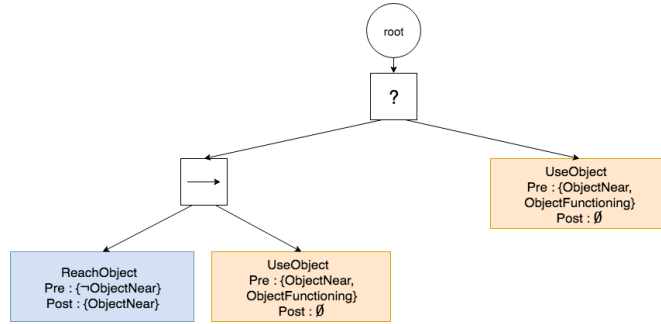 root
?
UseObject
Pre : {ObjectNear,
ObjectFunctioning}
Post : ∅
ReachObject
Pre : {¬ObjectNear}
Post : {ObjectNear}
UseObject
Pre : {ObjectNear,
ObjectFunctioning}
Post : ∅